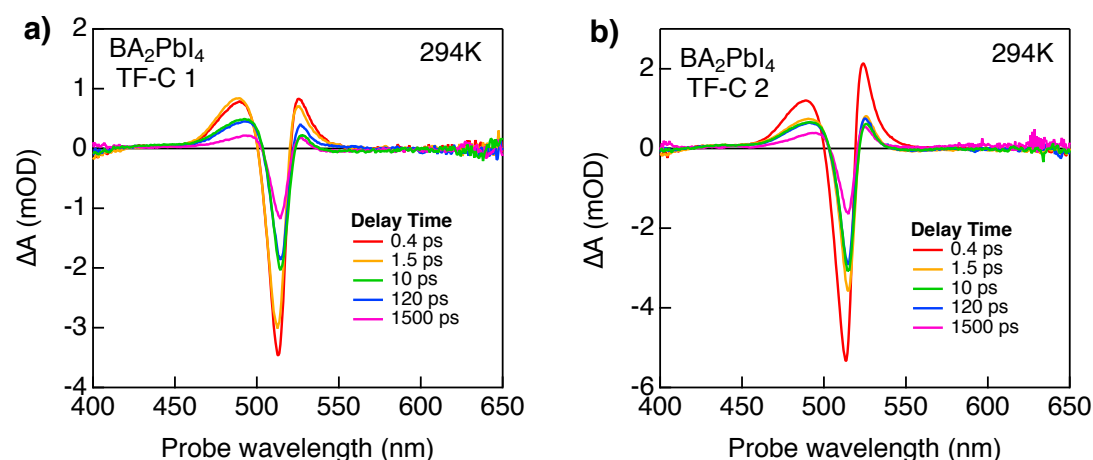 a)
BA₂PbI₄
TF-C 1
294K
2
1
0
-1
-2
-3
-4
ΔA (mOD)
Delay Time
0.4 ps
1.5 ps
10 ps
120 ps
1500 ps
400 450 500 550 600 650
Probe wavelength (nm)
b)
BA₂PbI₄
TF-C 2
294K
2
0
-2
-4
-6
ΔA (mOD)
Delay Time
0.4 ps
1.5 ps
10 ps
120 ps
1500 ps
400 450 500 550 600 650
Probe wavelength (nm)